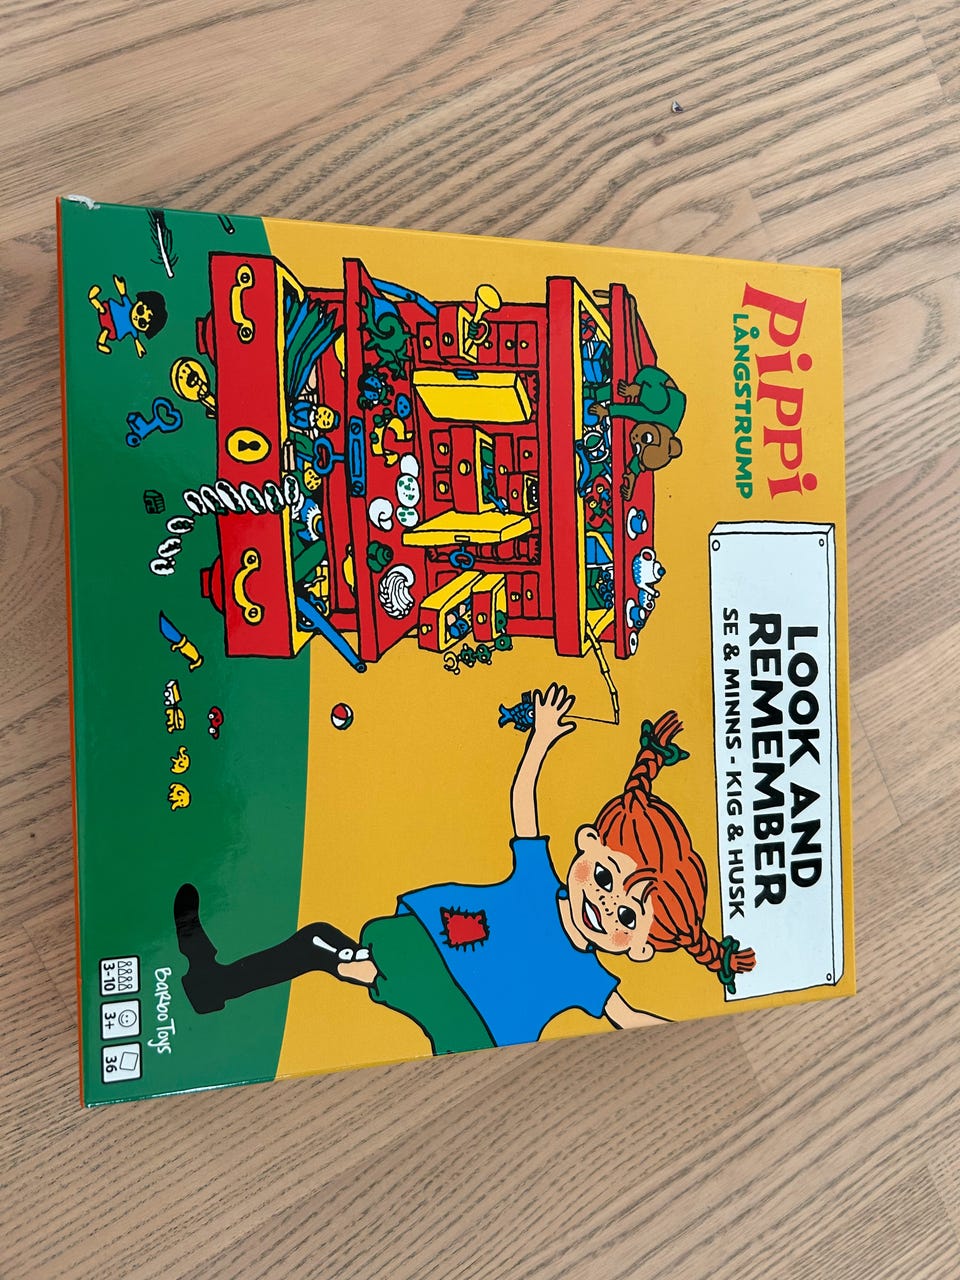 Pippi
LÅNGSTRUMP
LOOK AND
REMEMBER
SE & MINNS - KIG & HUSK
Barbo Toys
3-10
3+
36